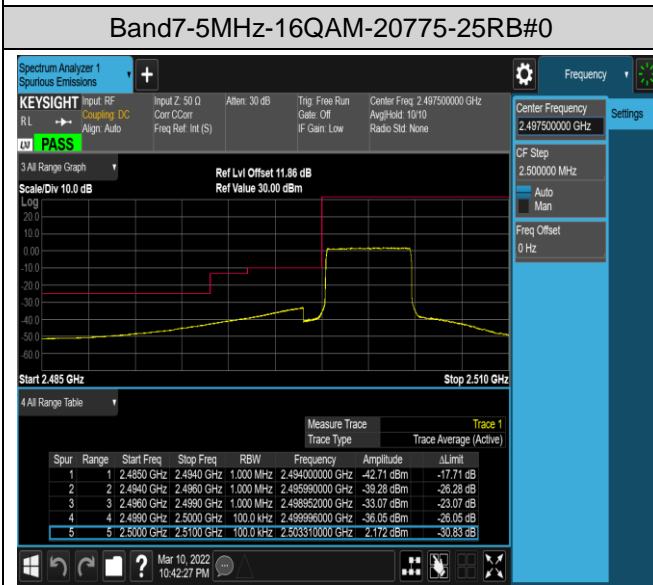 Band7-5MHz-16QAM-20775-25RB#0
Spectrum Analyzer 1
Spurious Emissions
+
Frequency
KEYSIGHT Input: RF Input Z: 50 Ω Atten: 30 dB Trig: Free Run Center Freq: 2.497500000 GHz
RL Coupling: DC Corr CCorr Gate: Off Avg|Hold: 10/10
Align: Auto Freq Ref: Int (S) IF Gain: Low Radio Std: None
LXI PASS
Center Frequency
2.497500000 GHz
Settings
CF Step
2.500000 MHz
Auto
Man
Freq Offset
0 Hz
3 All Range Graph
Ref Lvl Offset 11.86 dB
Scale/Div 10.0 dB Ref Value 30.00 dBm
Log
20.0
10.0
0.00
-10.0
-20.0
-30.0
-40.0
-50.0
-60.0
Start 2.485 GHz Stop 2.510 GHz
4 All Range Table
Measure Trace Trace 1
Trace Type Trace Average (Active)
Spur Range Start Freq Stop Freq RBW Frequency Amplitude ΔLimit
1 1 2.4850 GHz 2.4940 GHz 1.000 MHz 2.494000000 GHz -42.71 dBm -17.71 dB
2 2 2.4940 GHz 2.4960 GHz 1.000 MHz 2.495990000 GHz -39.28 dBm -26.28 dB
3 3 2.4960 GHz 2.4990 GHz 1.000 MHz 2.498952000 GHz -33.07 dBm -23.07 dB
4 4 2.4990 GHz 2.5000 GHz 100.0 kHz 2.499996000 GHz -36.05 dBm -26.05 dB
5 5 2.5000 GHz 2.5100 GHz 100.0 kHz 2.503310000 GHz 2.172 dBm -30.83 dB
?
Mar 10, 2022
10:42:27 PM